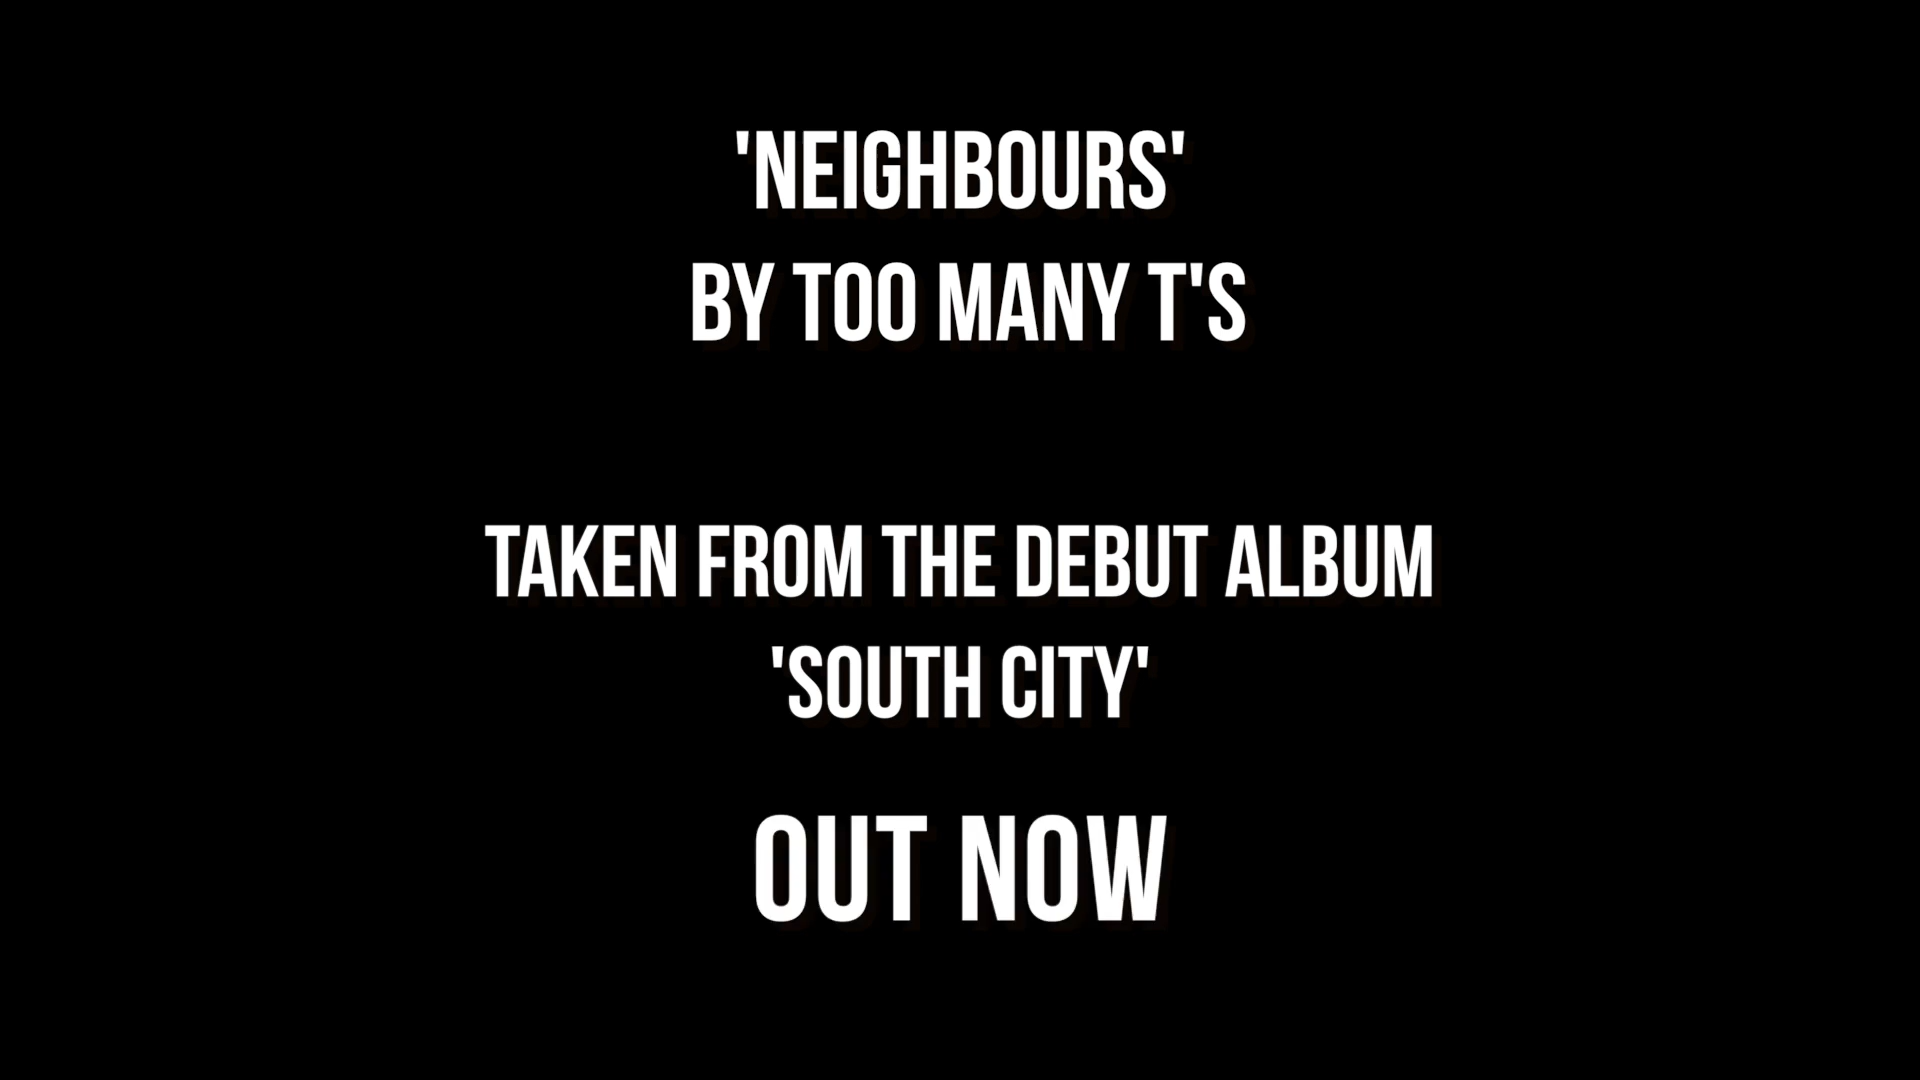 'NEIGHBOURS'
BY TOO MANY T'S
TAKEN FROM THE DEBUT ALBUM
'SOUTH CITY'
OUT NOW